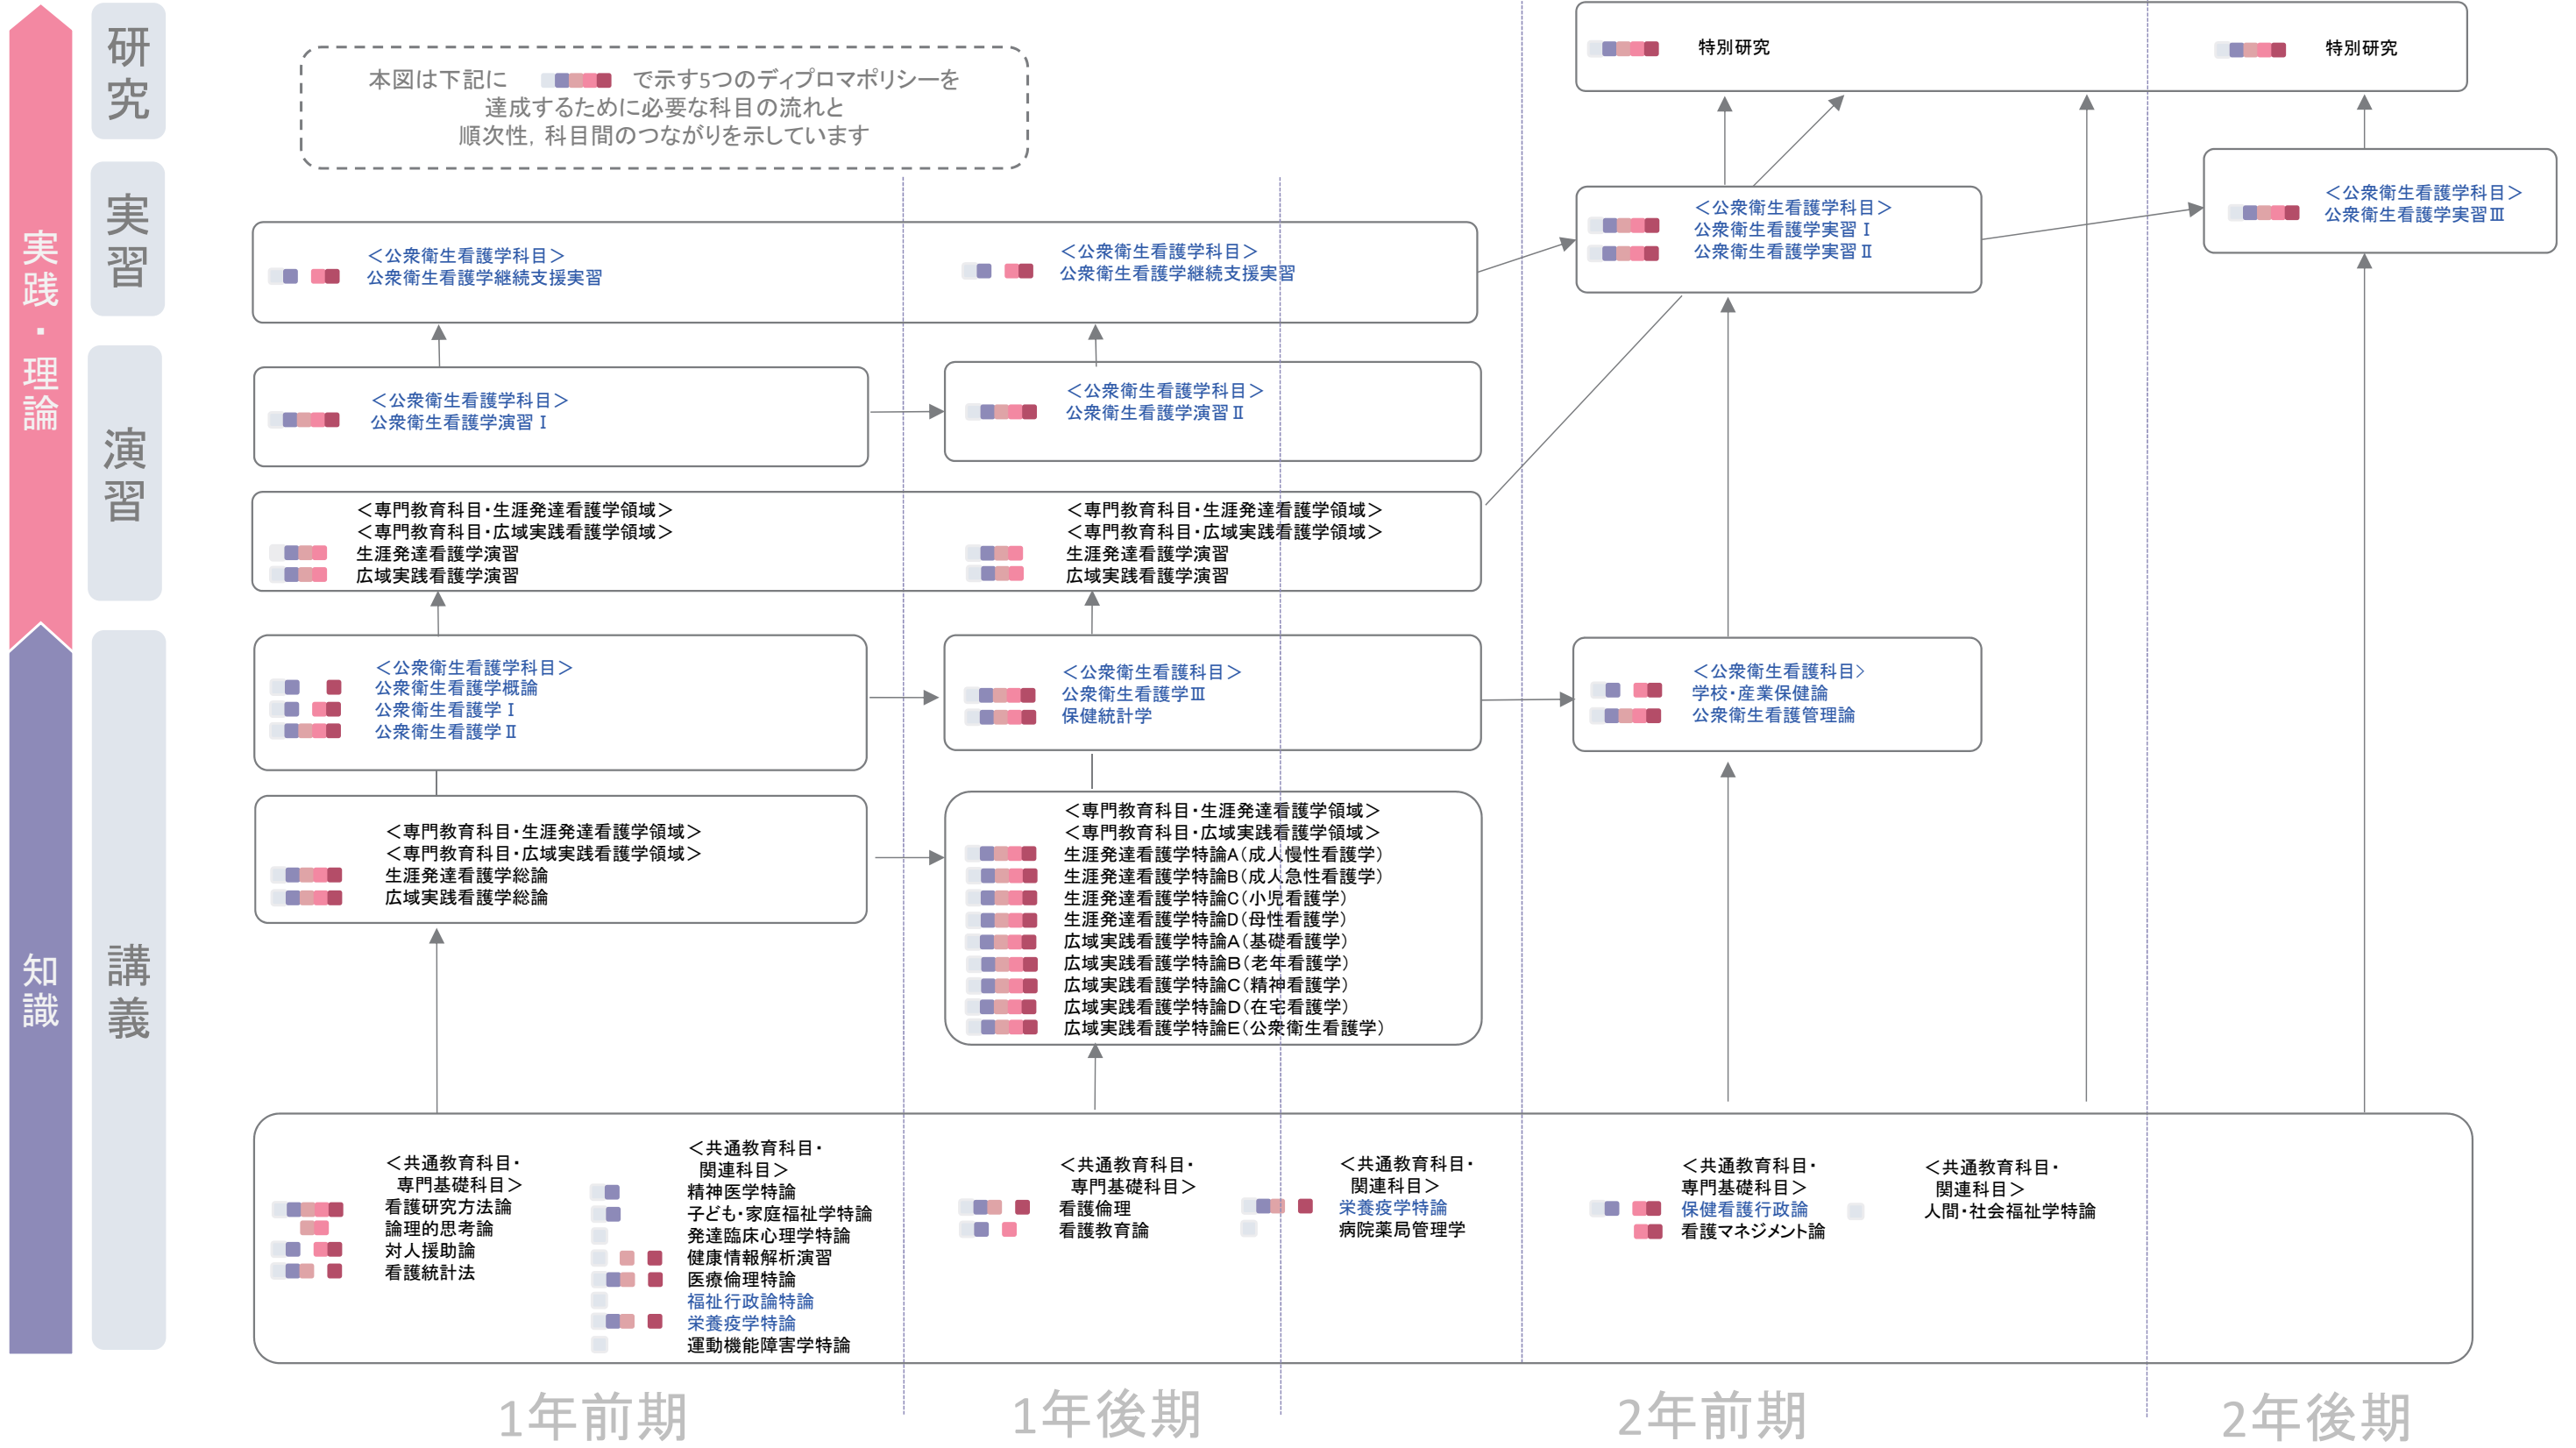 研究
実習
演習
講義
実践・理論
知識
本図は下記に で示す5つのディプロマポリシーを
達成するために必要な科目の流れと
順次性，科目間のつながりを示しています
特別研究
特別研究
＜公衆衛生看護学科目＞
公衆衛生看護学継続支援実習
＜公衆衛生看護学科目＞
公衆衛生看護学継続支援実習
＜公衆衛生看護学科目＞
公衆衛生看護学実習Ⅰ
公衆衛生看護学実習Ⅱ
＜公衆衛生看護学科目＞
公衆衛生看護学実習Ⅲ
＜公衆衛生看護学科目＞
公衆衛生看護学演習Ⅰ
＜公衆衛生看護学科目＞
公衆衛生看護学演習Ⅱ
＜専門教育科目・生涯発達看護学領域＞
＜専門教育科目・広域実践看護学領域＞
生涯発達看護学演習
広域実践看護学演習
＜専門教育科目・生涯発達看護学領域＞
＜専門教育科目・広域実践看護学領域＞
生涯発達看護学演習
広域実践看護学演習
＜公衆衛生看護学科目＞
公衆衛生看護学概論
公衆衛生看護学Ⅰ
公衆衛生看護学Ⅱ
＜公衆衛生看護科目＞
公衆衛生看護学Ⅲ
保健統計学
＜公衆衛生看護科目>
学校・産業保健論
公衆衛生看護管理論
＜専門教育科目・生涯発達看護学領域＞
＜専門教育科目・広域実践看護学領域＞
生涯発達看護学総論
広域実践看護学総論
＜専門教育科目・生涯発達看護学領域＞
＜専門教育科目・広域実践看護学領域＞
生涯発達看護学特論A（成人慢性看護学）
生涯発達看護学特論B（成人急性看護学）
生涯発達看護学特論C（小児看護学）
生涯発達看護学特論D（母性看護学）
広域実践看護学特論A（基礎看護学）
広域実践看護学特論B（老年看護学）
広域実践看護学特論C（精神看護学）
広域実践看護学特論D（在宅看護学）
広域実践看護学特論E（公衆衛生看護学）
＜共通教育科目・
専門基礎科目＞
看護研究方法論
論理的思考論
対人援助論
看護統計法
＜共通教育科目・
関連科目＞
精神医学特論
子ども・家庭福祉学特論
発達臨床心理学特論
健康情報解析演習
医療倫理特論
福祉行政論特論
栄養疫学特論
運動機能障害学特論
＜共通教育科目・
専門基礎科目＞
看護倫理
看護教育論
＜共通教育科目・
関連科目＞
栄養疫学特論
病院薬局管理学
＜共通教育科目・
専門基礎科目＞
保健看護行政論
看護マネジメント論
＜共通教育科目・
関連科目＞
人間・社会福祉学特論
1年前期
1年後期
2年前期
2年後期